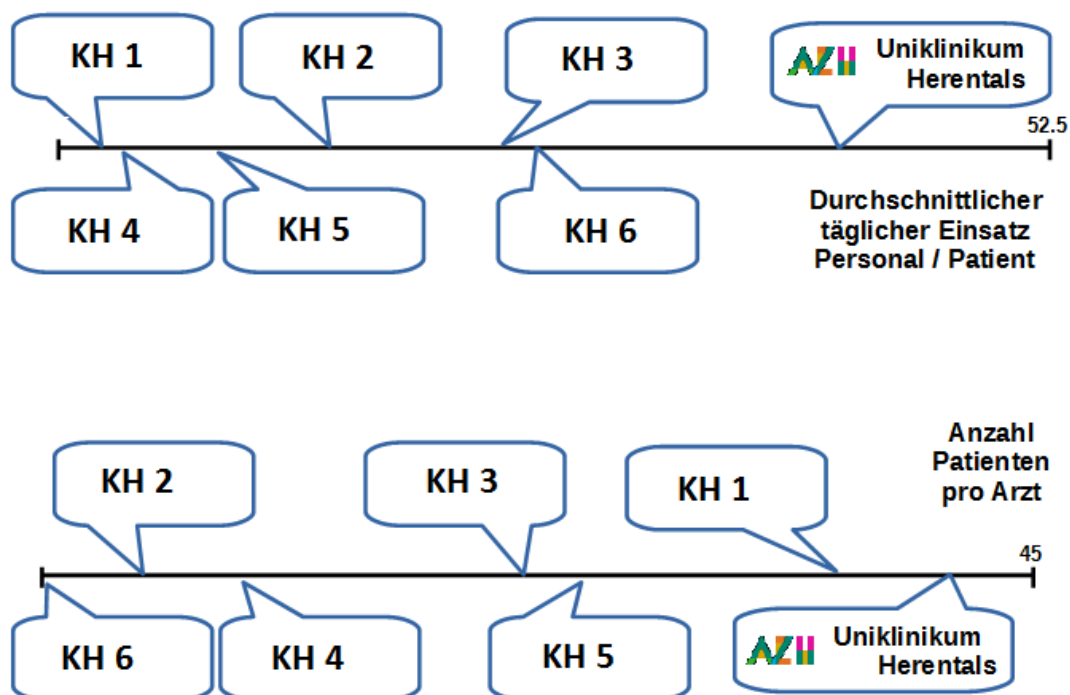 KH 1
KH 2
KH 3
AZH Uniklinikum
Herentals
52.5
KH 4
KH 5
KH 6
Durchschnittlicher
täglicher Einsatz
Personal / Patient
Anzahl
Patienten
pro Arzt
KH 2
KH 3
KH 1
45
KH 6
KH 4
KH 5
AZH Uniklinikum
Herentals